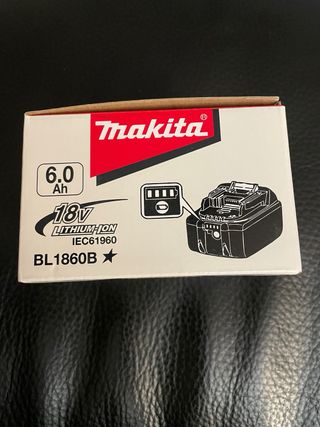 makita®
6.0
Ah
18V
LITHIUM-ION
IEC61960
BL1860B ★